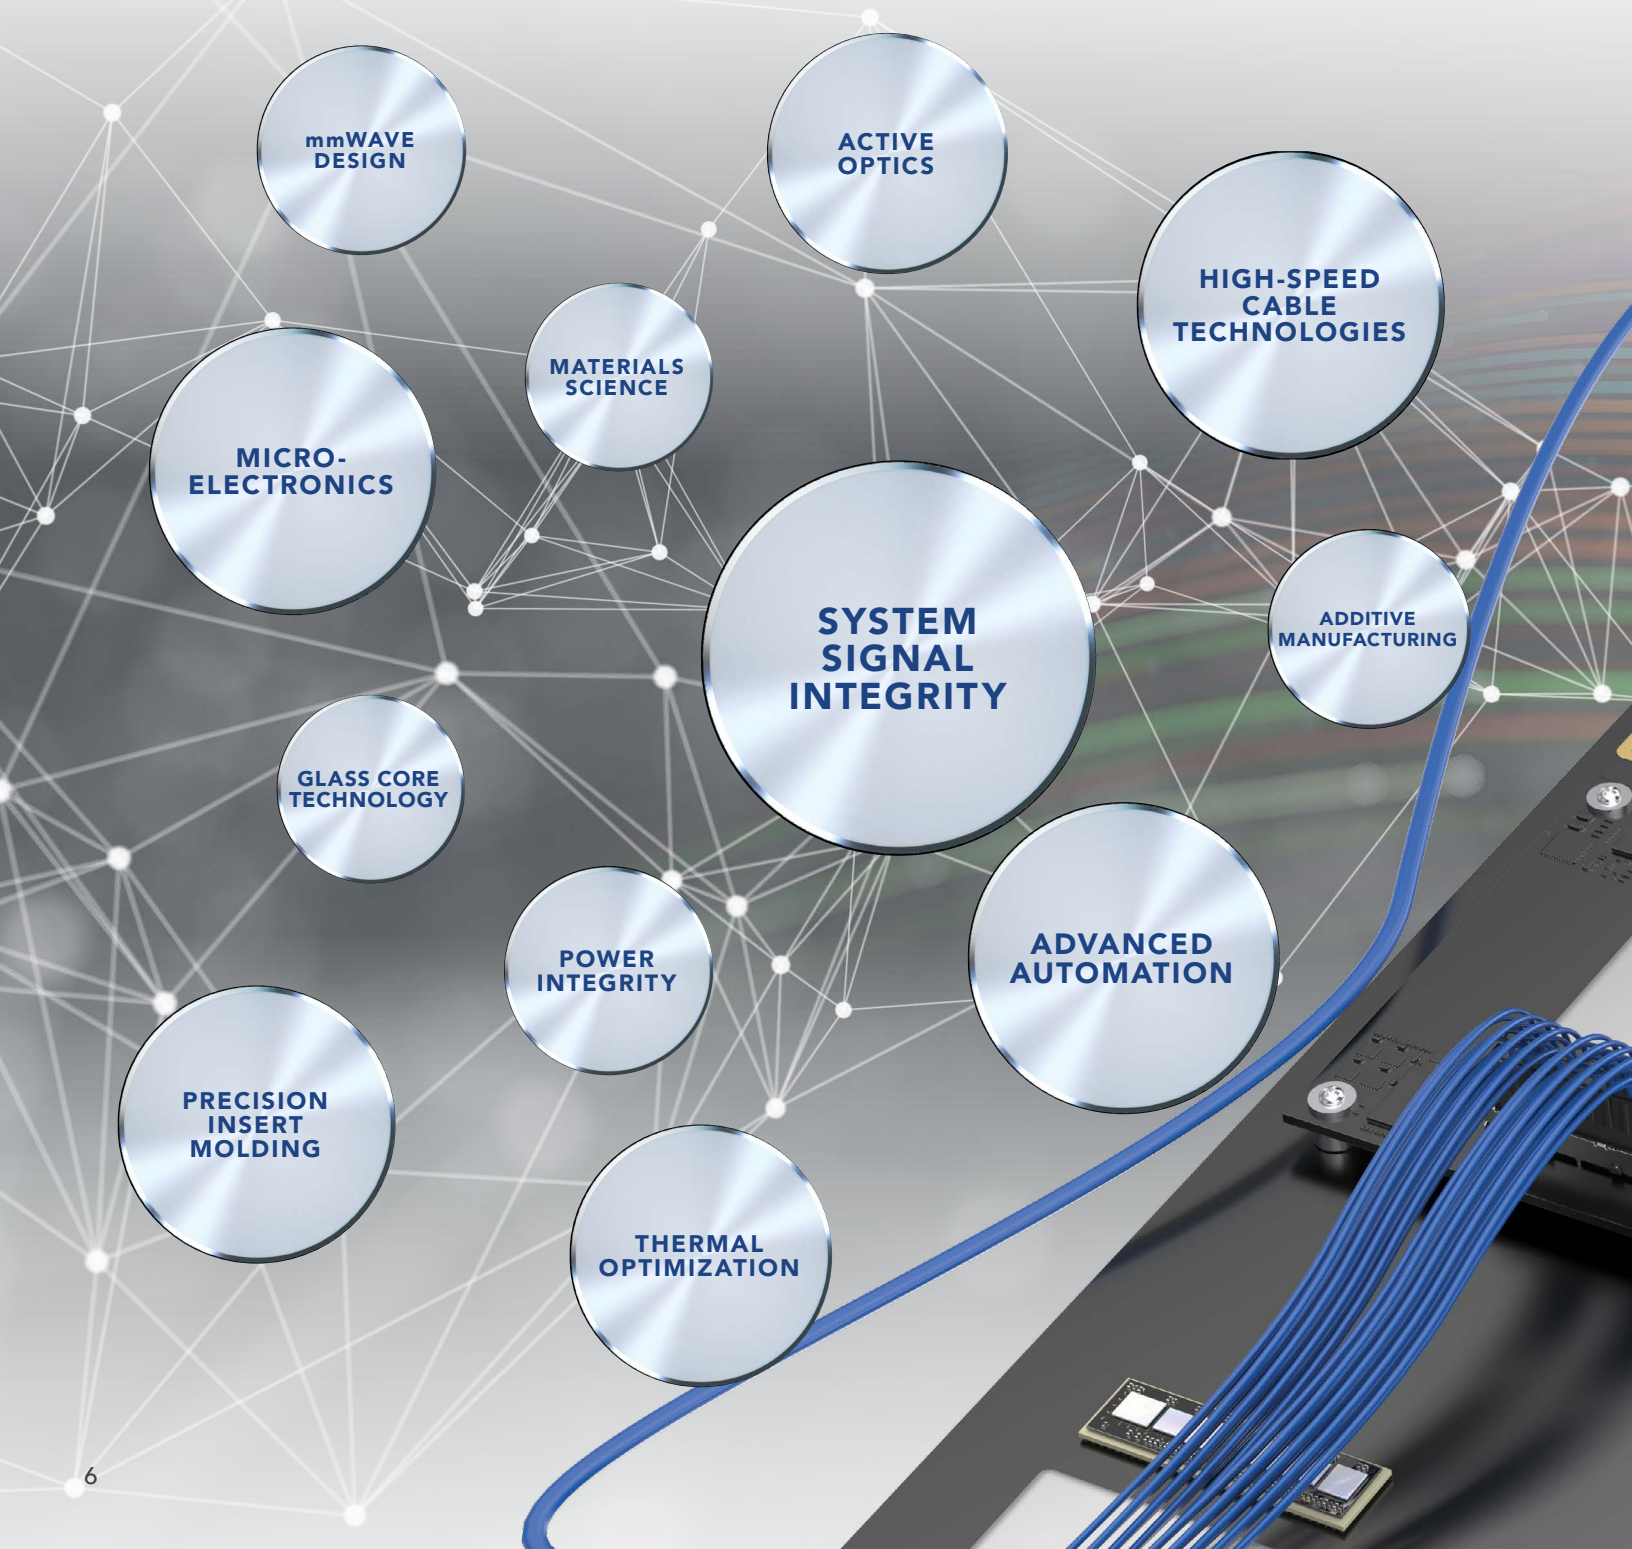 mmWAVE
DESIGN
ACTIVE
OPTICS
HIGH-SPEED
CABLE
TECHNOLOGIES
MATERIALS
SCIENCE
MICRO-
ELECTRONICS
SYSTEM
SIGNAL
INTEGRITY
ADDITIVE
MANUFACTURING
GLASS CORE
TECHNOLOGY
POWER
INTEGRITY
ADVANCED
AUTOMATION
PRECISION
INSERT
MOLDING
THERMAL
OPTIMIZATION
6